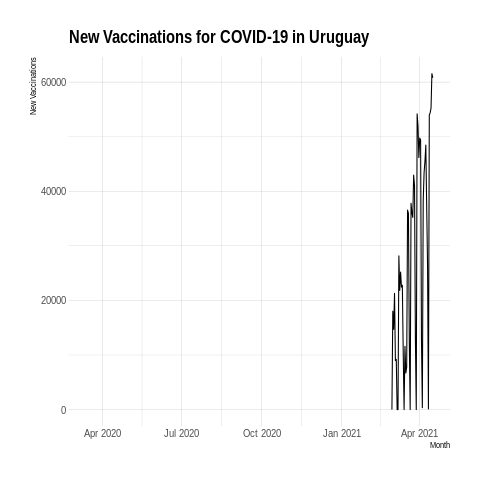 New Vaccinations for COVID-19 in Uruguay
New Vaccinations
60000
40000
20000
0
Apr 2020
Jul 2020
Oct 2020
Jan 2021
Apr 2021
Month